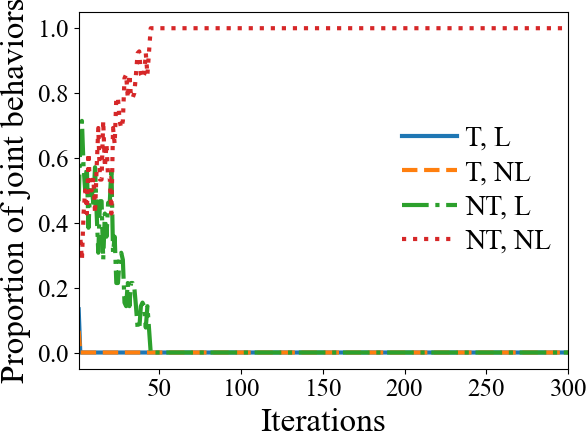 Proportion of joint behaviors
1.0
0.8
0.6
0.4
0.2
0.0
T, L
T, NL
NT, L
NT, NL
50
100
150
200
250
300
Iterations